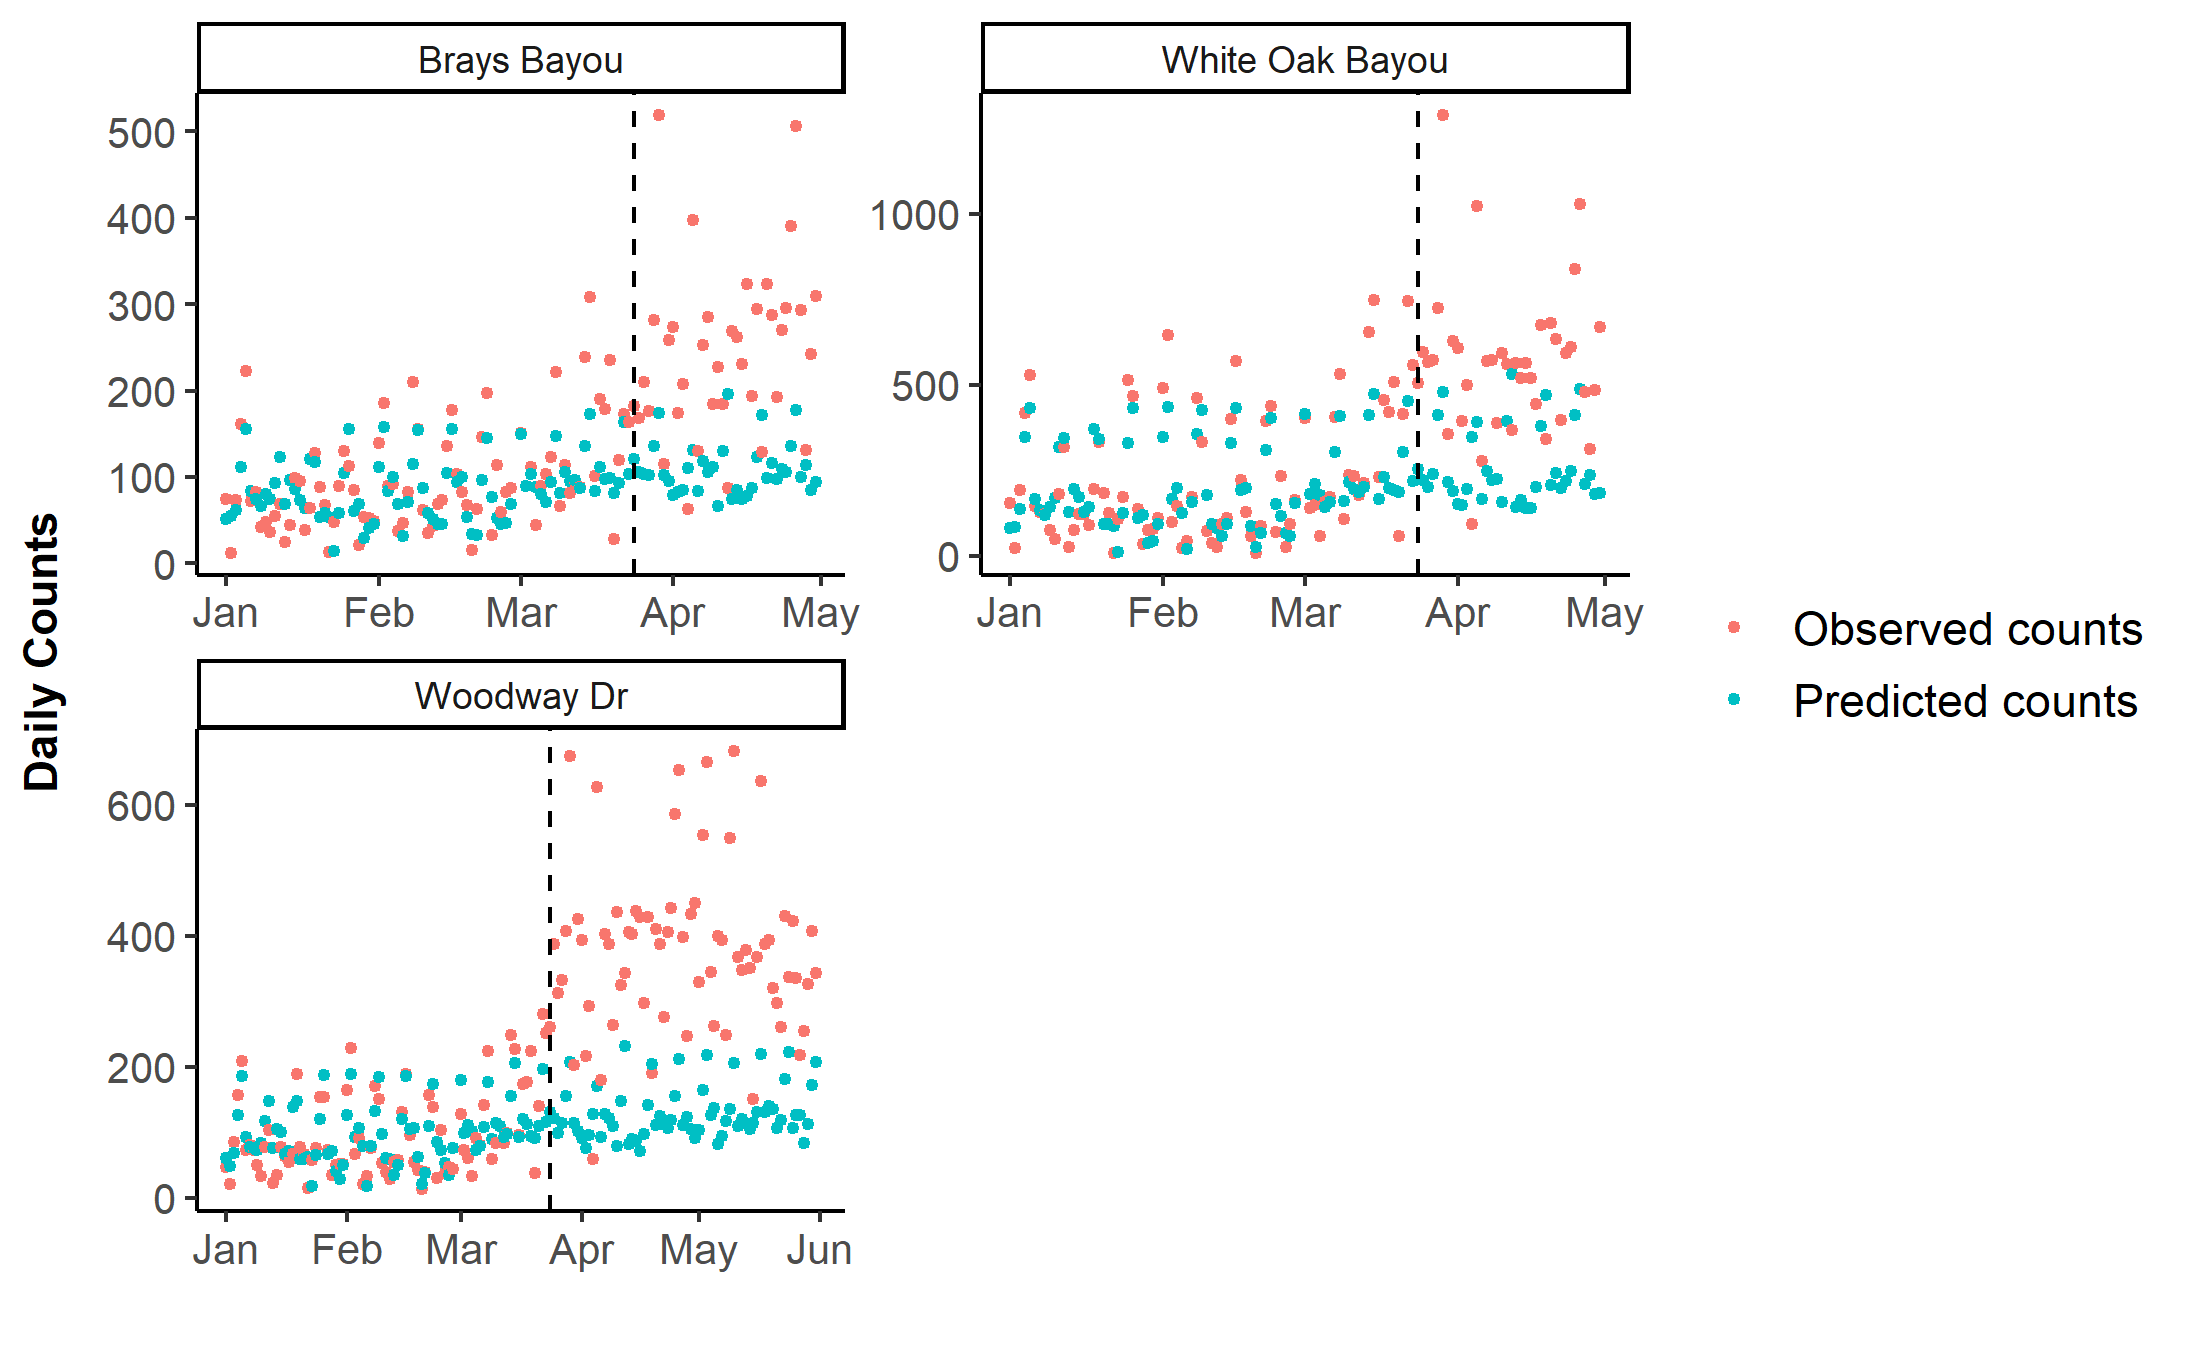 Brays Bayou
White Oak Bayou
Daily Counts
500
400
300
200
100
0
Jan Feb Mar Apr May
1000
500
0
Jan Feb Mar Apr May
Observed counts
Predicted counts
Woodway Dr
600
400
200
0
Jan Feb Mar Apr May Jun